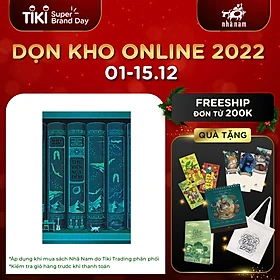 TIKI Super Brand Day
nhã nam
DỌN KHO ONLINE 2022
01-15.12
FREESHIP
ĐƠN TỪ 200K
QUÀ TẶNG
*Áp dụng khi mua sách Nhã Nam do Tiki Trading phân phối
*Kiểm tra giỏ hàng trước khi thanh toán